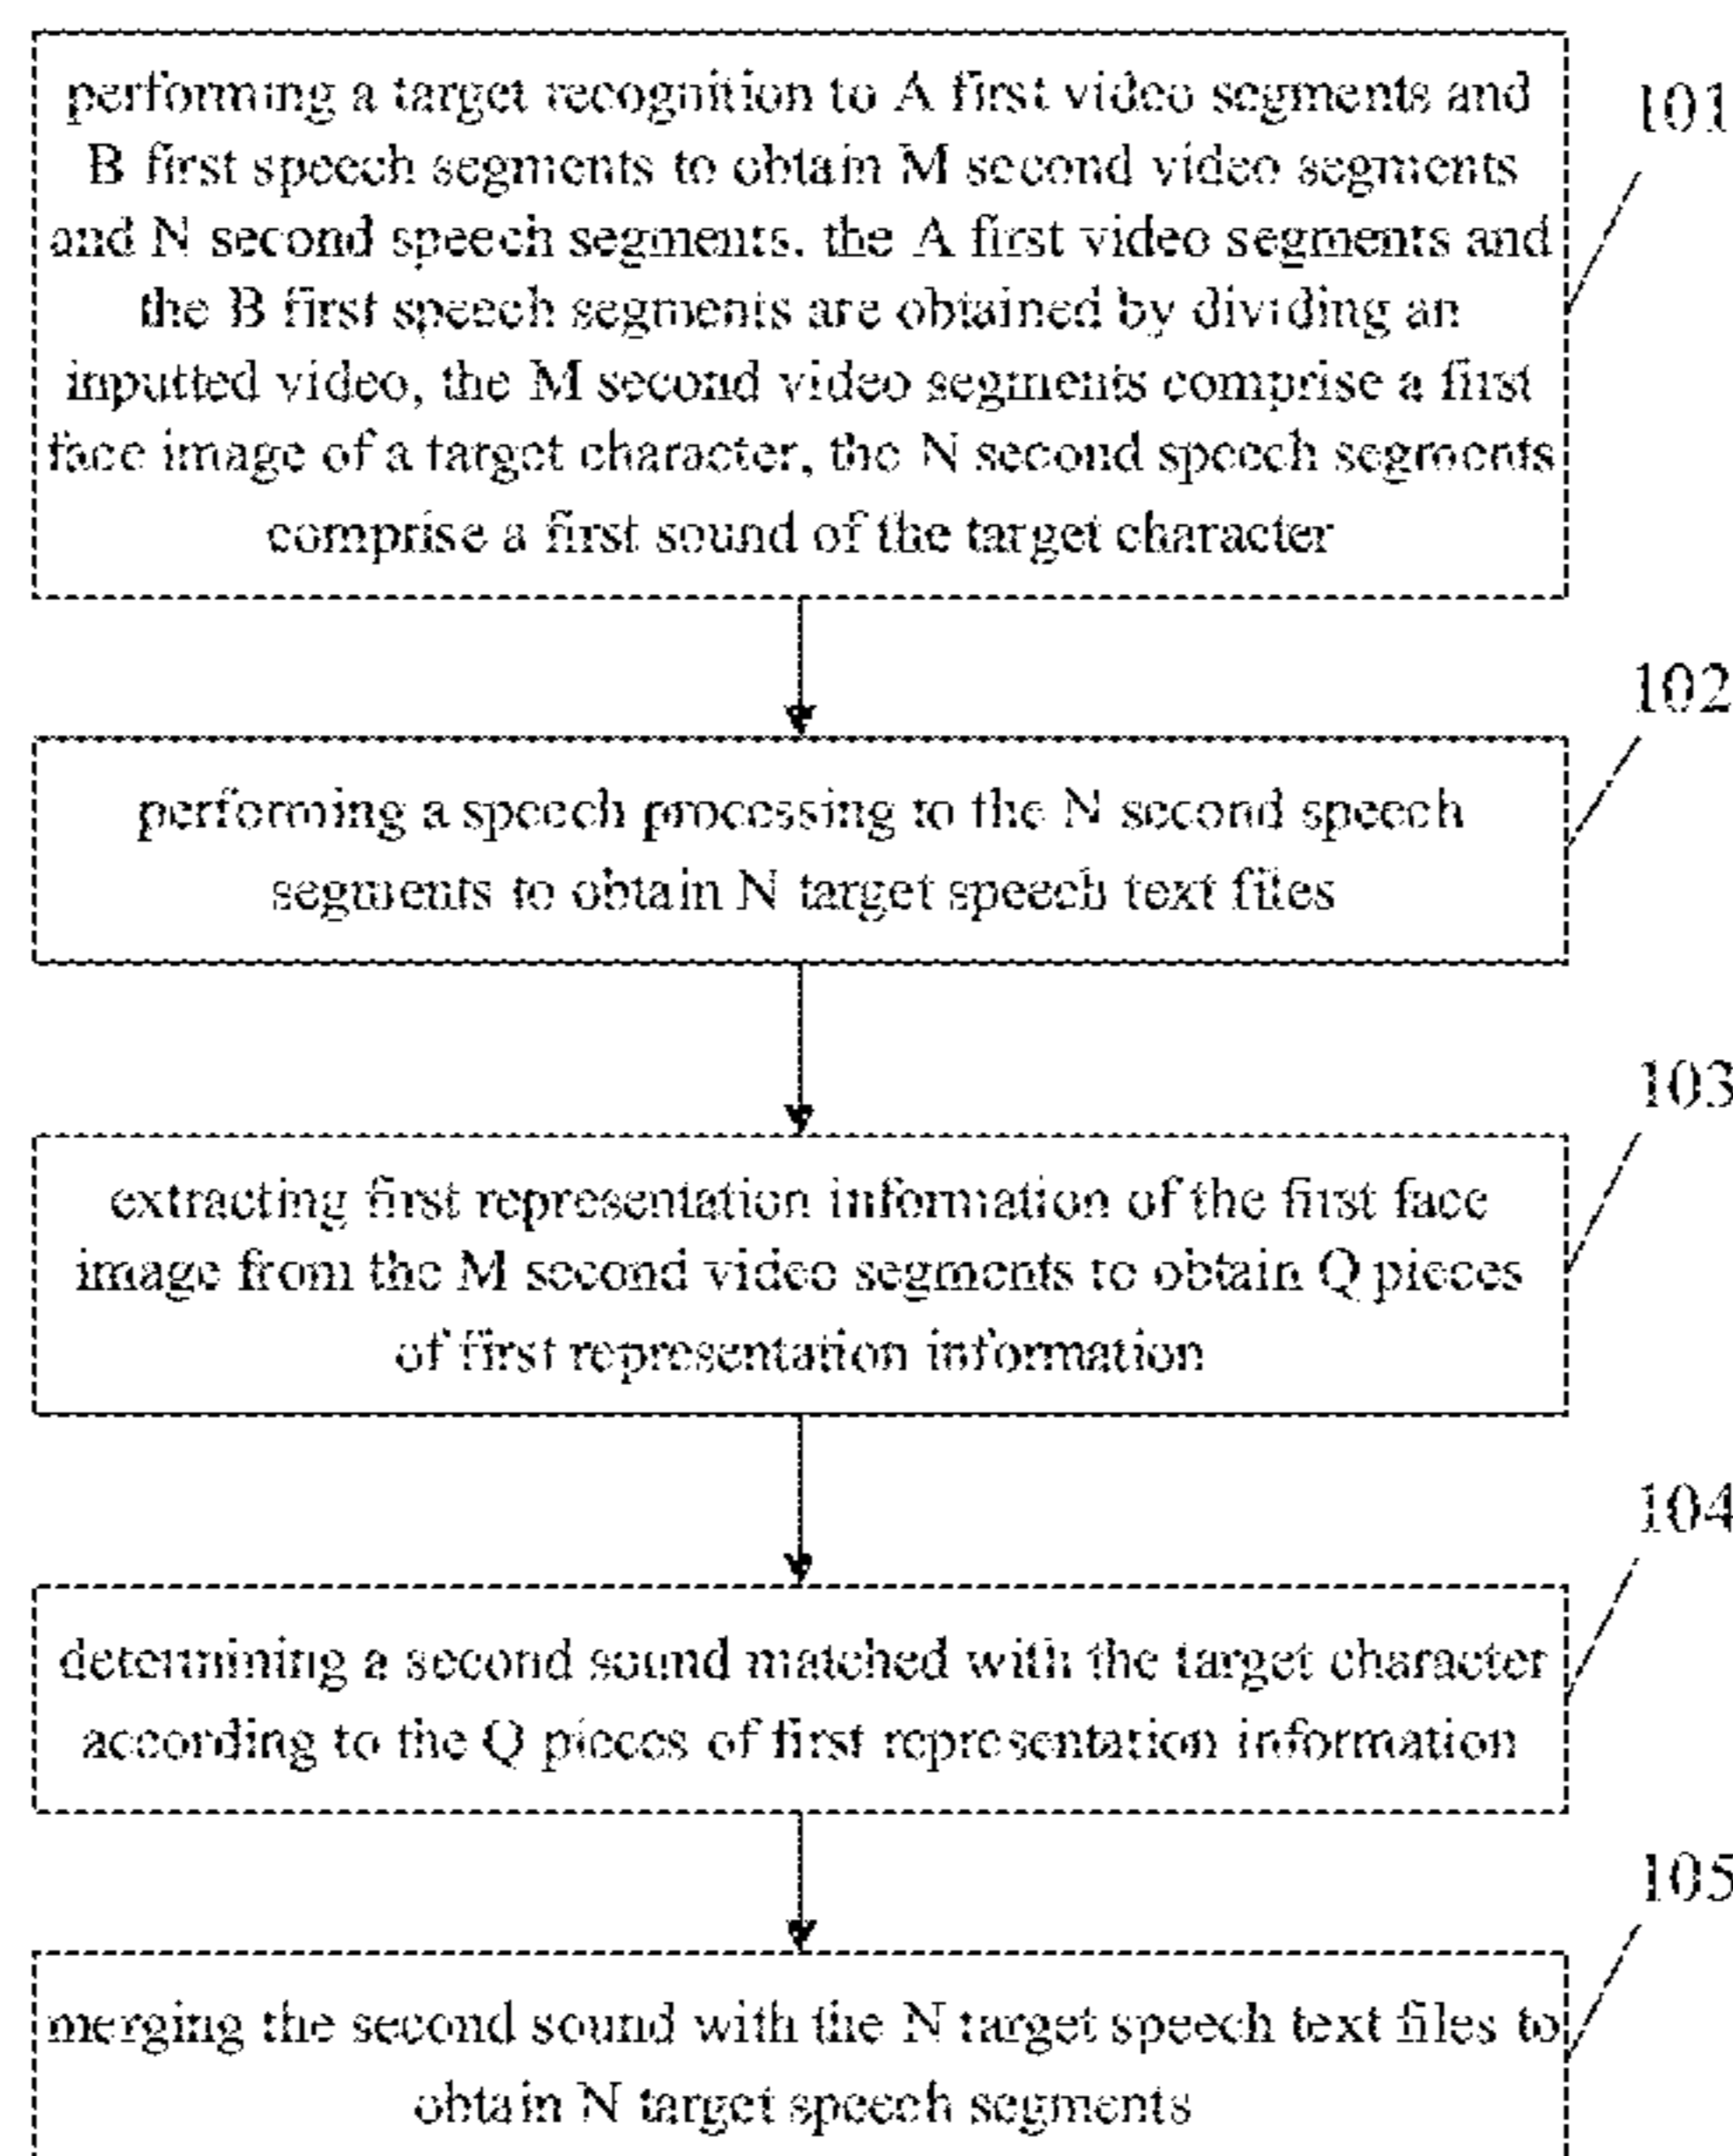 performing a target recognition to A first video segments and
B first speech segments to obtain M second video segments
and N second speech segments, the A first video segments and
the B first speech segments are obtained by dividing an
inputted video, the M second video segments comprise a first
face image of a target character, the N second speech segments
comprise a first sound of the target character
101
102
performing a speech processing to the N second speech
segments to obtain N target speech text files
103
extracting first representation information of the first face
image from the M second video segments to obtain Q pieces
of first representation information
104
determining a second sound matched with the target character
according to the Q pieces of first representation information
105
merging the second sound with the N target speech text files to
obtain N target speech segments